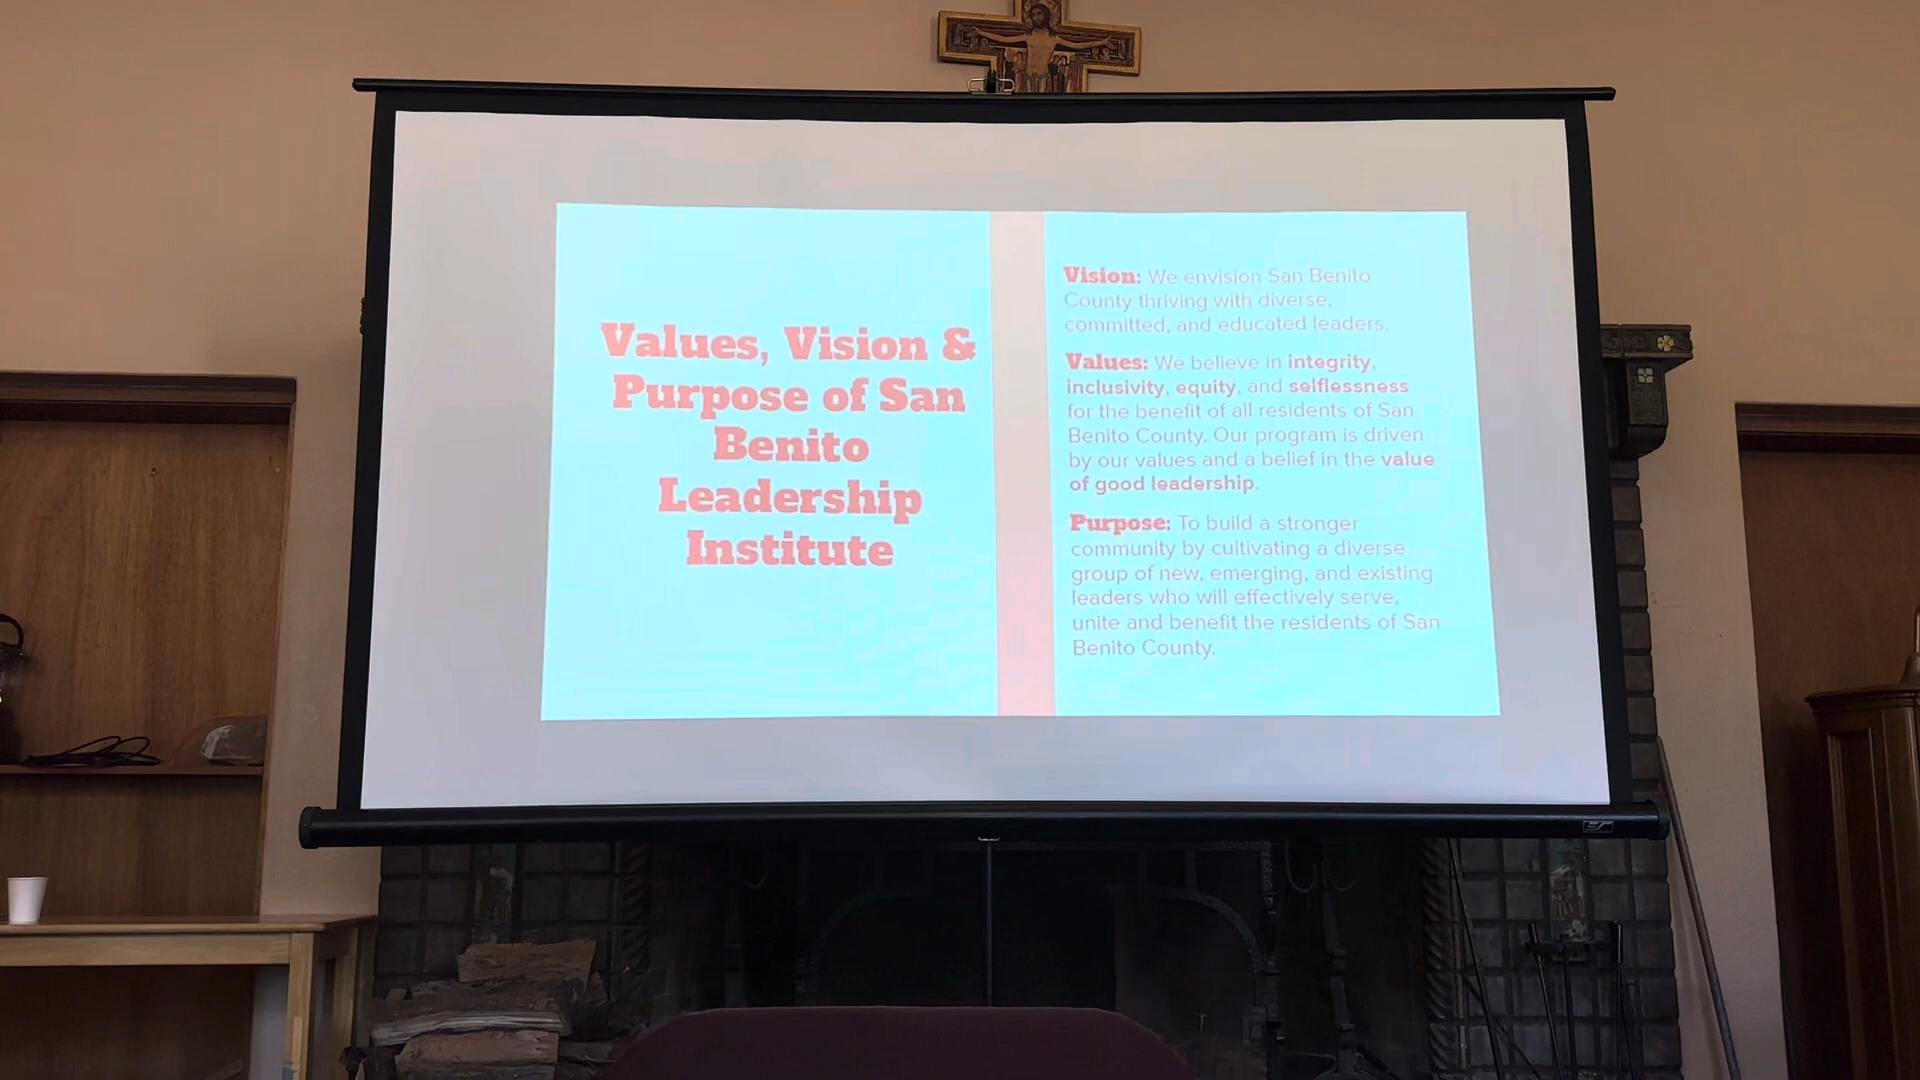 Values, Vision &
Purpose of San
Benito
Leadership
Institute
Vision: We envision San Benito
County thriving with diverse,
committed, and educated leaders.
Values: We believe in integrity,
inclusivity, equity, and selflessness
for the benefit of all residents of San
Benito County. Our program is driven
by our values and a belief in the value
of good leadership.
Purpose: To build a stronger
community by cultivating a diverse
group of new, emerging, and existing
leaders who will effectively serve,
unite and benefit the residents of San
Benito County.